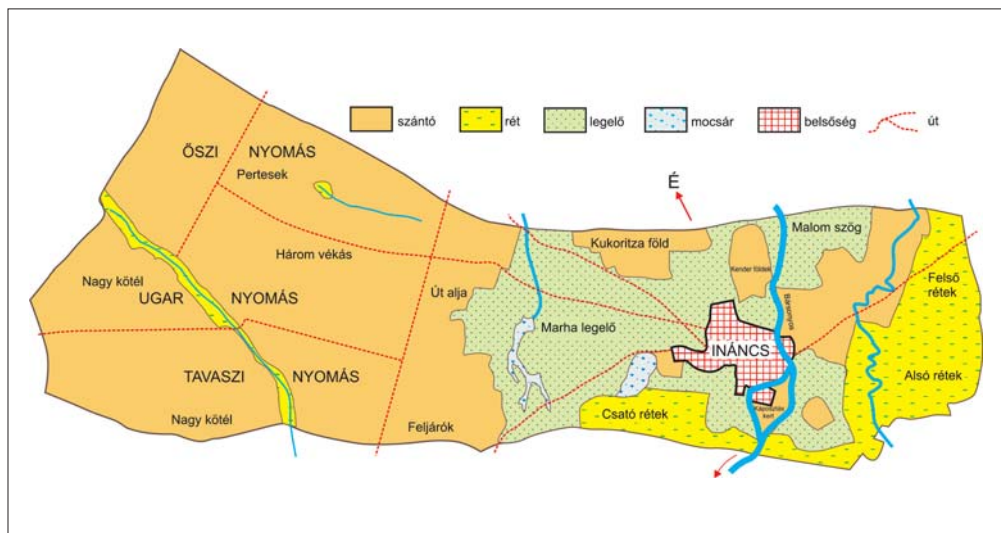 szántó rét legelő mocsár belsőség út
ŐSZI NYOMÁS
Pertesek
É
Kukoritza föld
Malom szög
Három vékás
Kender földek
Nagy kötél
UGAR NYOMÁS
Út alja
Felső
rétek
Marha legelő
INÁNCS
TAVASZI NYOMÁS
Alsó rétek
Nagy kötél
Feljárók
Csató rétek
kert